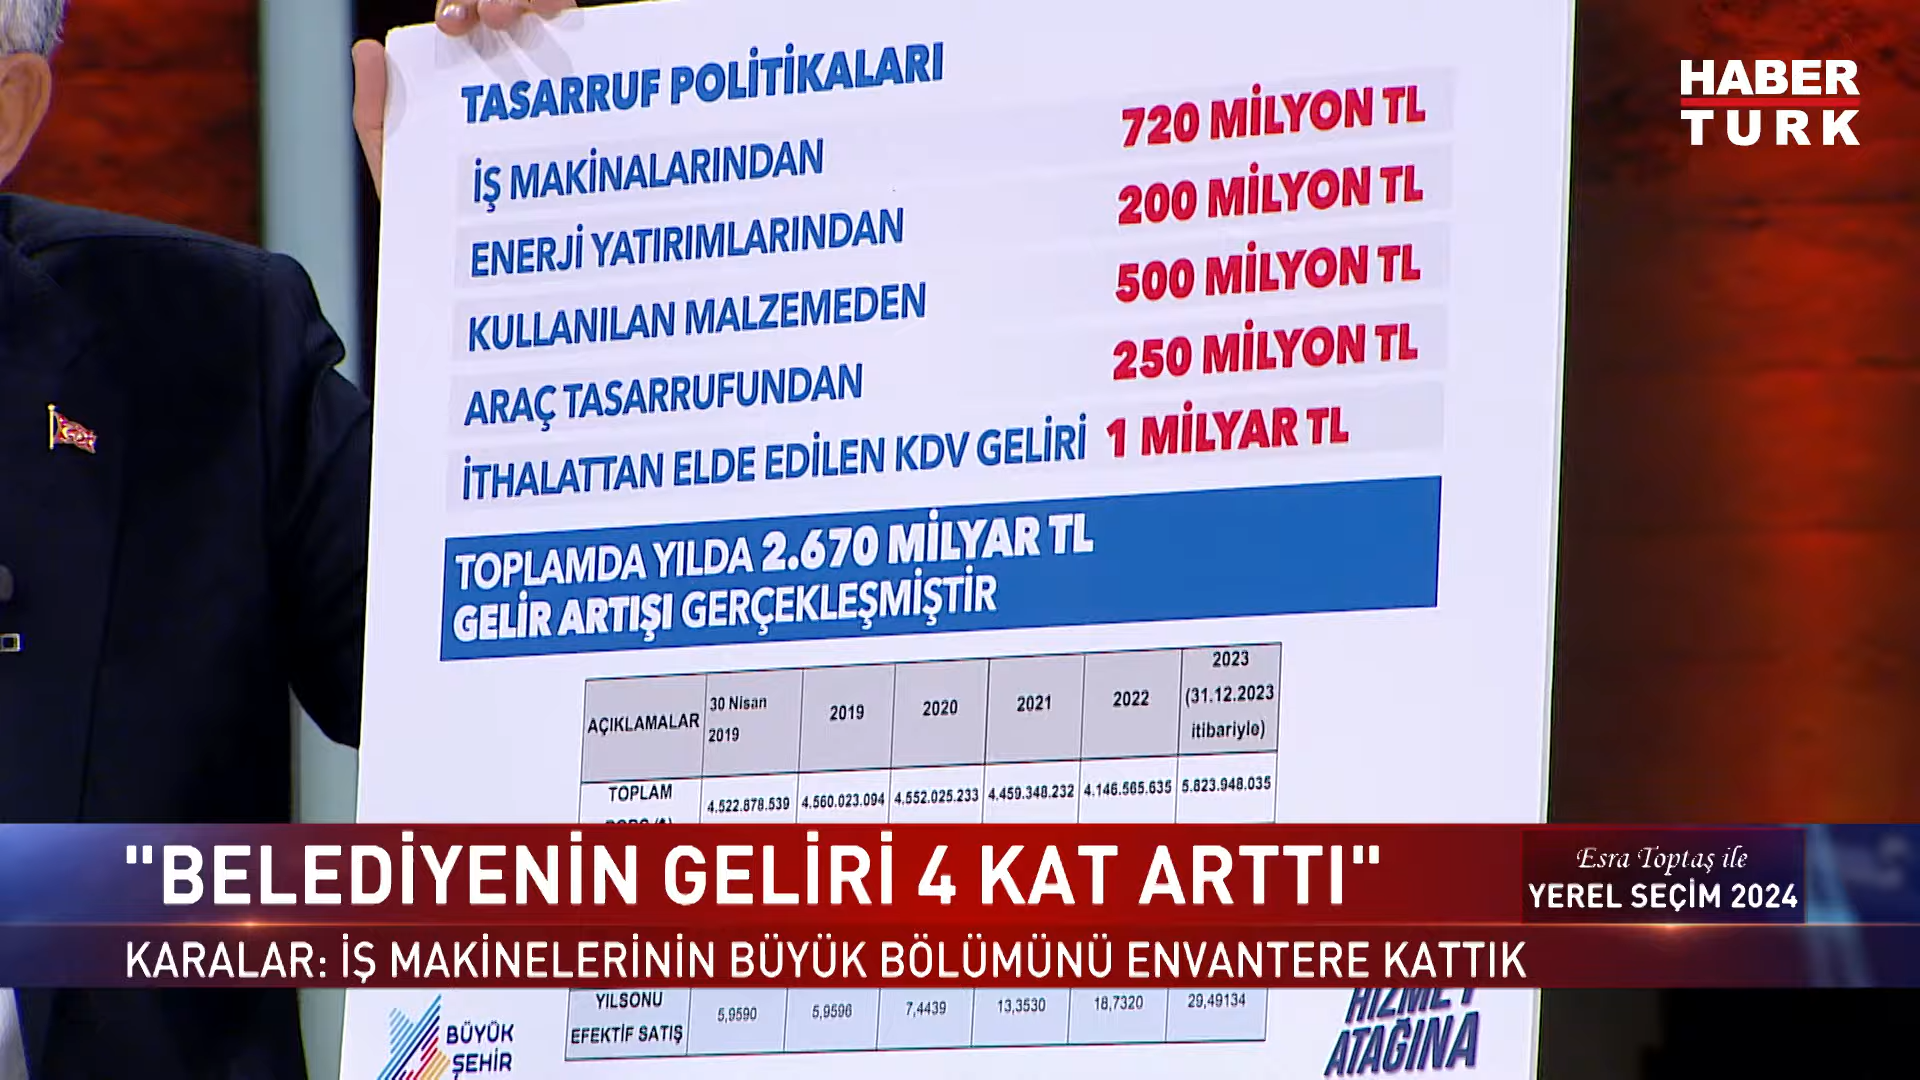 TASARRUF POLİTİKALARI
İŞ MAKİNALARINDAN 720 MİLYON TL
ENERJİ YATIRIMLARINDAN 200 MİLYON TL
KULLANILAN MALZEMEDEN 500 MİLYON TL
ARAÇ TASARRUFUNDAN 250 MİLYON TL
İTHALATTAN ELDE EDİLEN KDV GELİRİ 1 MİLYAR TL
TOPLAMDA YILDA 2.670 MİLYAR TL
GELİR ARTIŞI GERÇEKLEŞMİŞTİR
HABER
TURK
AÇIKLAMALAR 30 Nisan 2019 2019 2020 2021 2022 2023 (31.12.2023 itibariyle)
TOPLAM 4.522.878.539 4.560.023.094 4.552.025.233 4.459.348.232 4.146.565.635 5.823.948.035
"BELEDİYENİN GELİRİ 4 KAT ARTTI"
Esra Toptaş ile
YEREL SEÇİM 2024
KARALAR: İŞ MAKİNELERİNİN BÜYÜK BÖLÜMÜNÜ ENVANTERE KATTIK
YILSONU
EFEKTİF SATIŞ 5,9590 5,9596 7,4439 13,3530 18,7320 29,49134
BÜYÜK
ŞEHİR
HİZMET
ATAĞINA